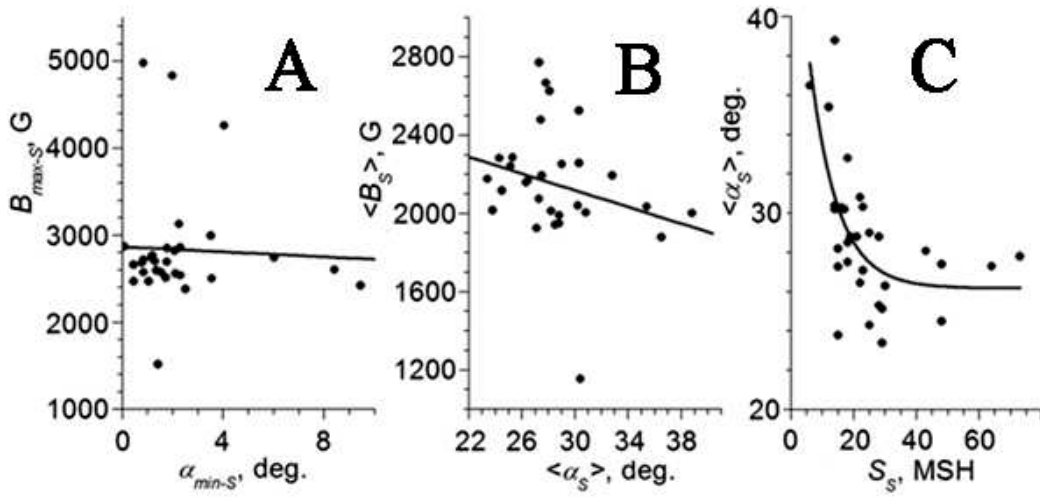 A
B_max-S, G
5000
4000
3000
2000
1000
0
4
8
α_min-S, deg.
B
<B_S>, G
2800
2400
2000
1600
1200
22
26
30
34
38
<α_S>, deg.
C
<α_S>, deg.
40
30
20
0
20
40
60
S_S, MSH